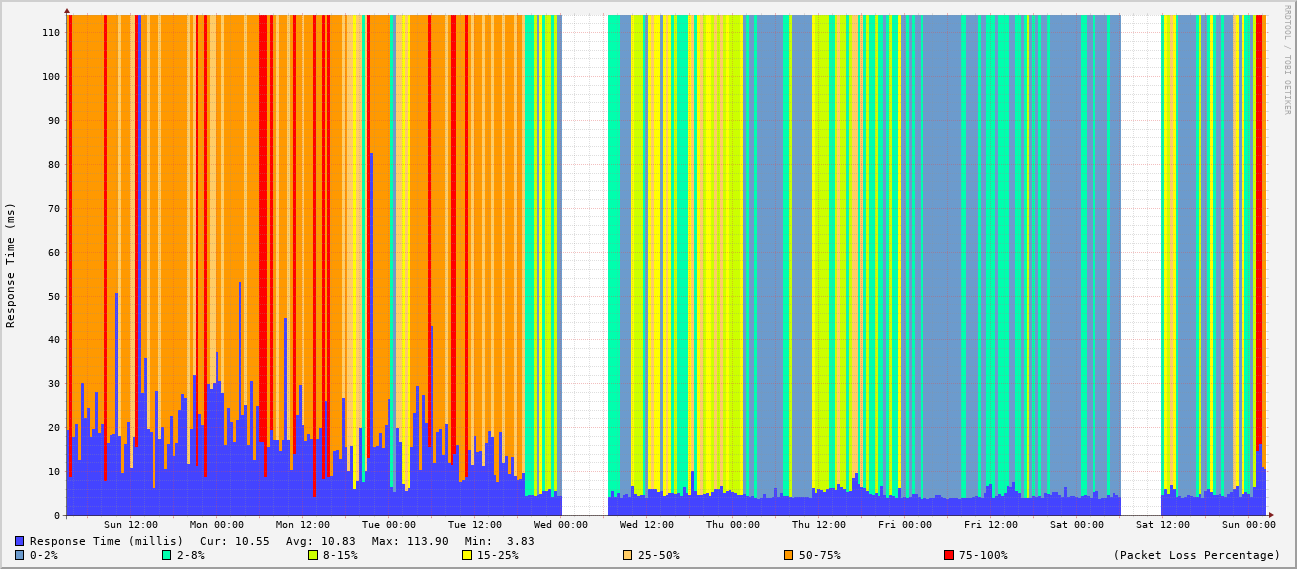 RRDTOOL / TOBI OETIKER
Response Time (ms)
110
100
90
80
70
60
50
40
30
20
10
0
Sun 12:00 Mon 00:00 Mon 12:00 Tue 00:00 Tue 12:00 Wed 00:00 Wed 12:00 Thu 00:00 Thu 12:00 Fri 00:00 Fri 12:00 Sat 00:00 Sat 12:00 Sun 00:00
Response Time (millis) Cur: 10.55 Avg: 10.83 Max: 113.90 Min: 3.83
0-2% 2-8% 8-15% 15-25% 25-50% 50-75% 75-100% (Packet Loss Percentage)